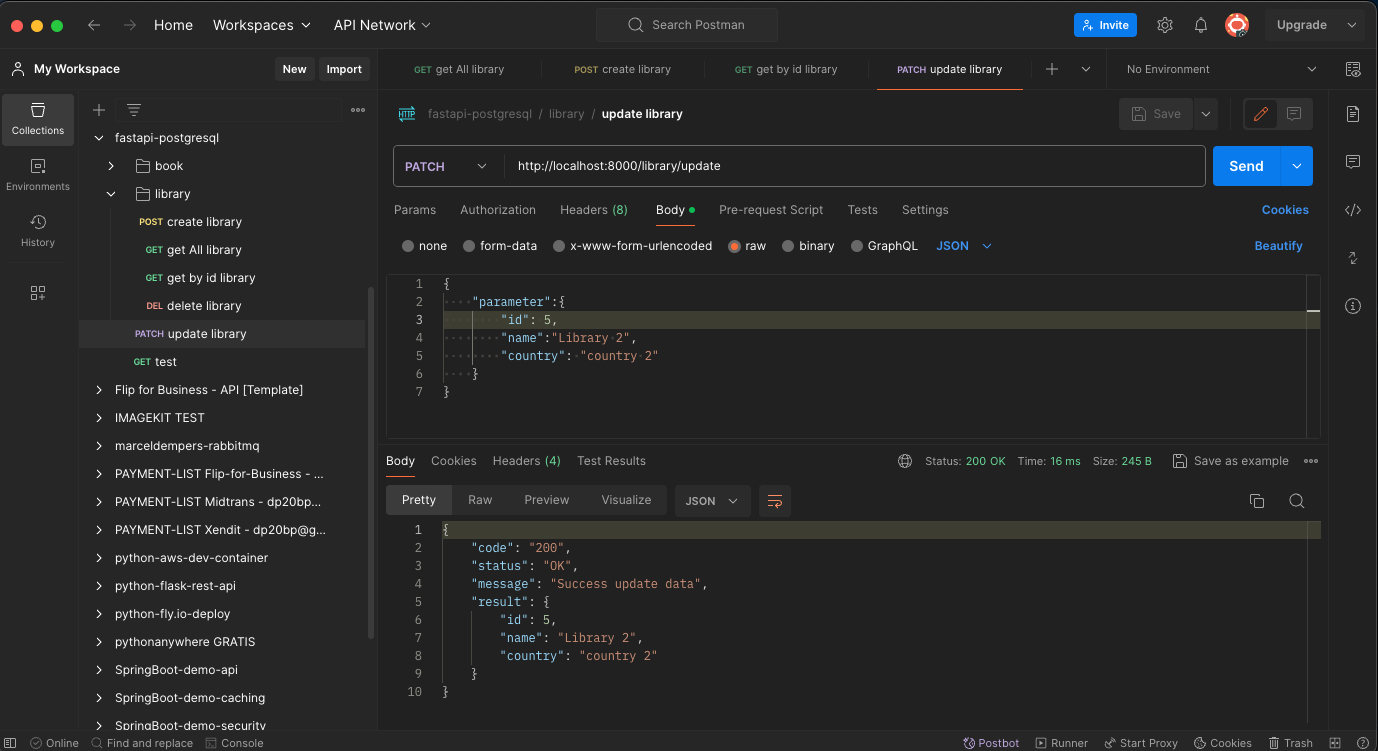 Home Workspaces API Network Search Postman Invite Upgrade
My Workspace New Import
GET get All library POST create library GET get by id library PATCH update library No Environment
Collections
Environments
History
fastapi-postgresql
book
library
POST create library
GET get All library
GET get by id library
DEL delete library
PATCH update library
GET test
Flip for Business - API [Template]
IMAGEKIT TEST
marceldempers-rabbitmq
PAYMENT-LIST Flip-for-Business - ...
PAYMENT-LIST Midtrans - dp20bp...
PAYMENT-LIST Xendit - dp20bp@g...
python-aws-dev-container
python-flask-rest-api
python-fly.io-deploy
pythonanywhere GRATIS
SpringBoot-demo-api
SpringBoot-demo-caching
SpringBoot-demo-security
HTTP fastapi-postgresql / library / update library Save
PATCH http://localhost:8000/library/update Send
Params Authorization Headers (8) Body Pre-request Script Tests Settings Cookies
none form-data x-www-form-urlencoded raw binary GraphQL JSON Beautify
1 {
2 "parameter":{
3 "id": 5,
4 "name":"Library 2",
5 "country": "country 2"
6 }
7 }
Body Cookies Headers (4) Test Results Status: 200 OK Time: 16 ms Size: 245 B Save as example
Pretty Raw Preview Visualize JSON
1 {
2 "code": "200",
3 "status": "OK",
4 "message": "Success update data",
5 "result": {
6 "id": 5,
7 "name": "Library 2",
8 "country": "country 2"
9 }
10 }
Online Find and replace Console Postbot Runner Start Proxy Cookies Trash